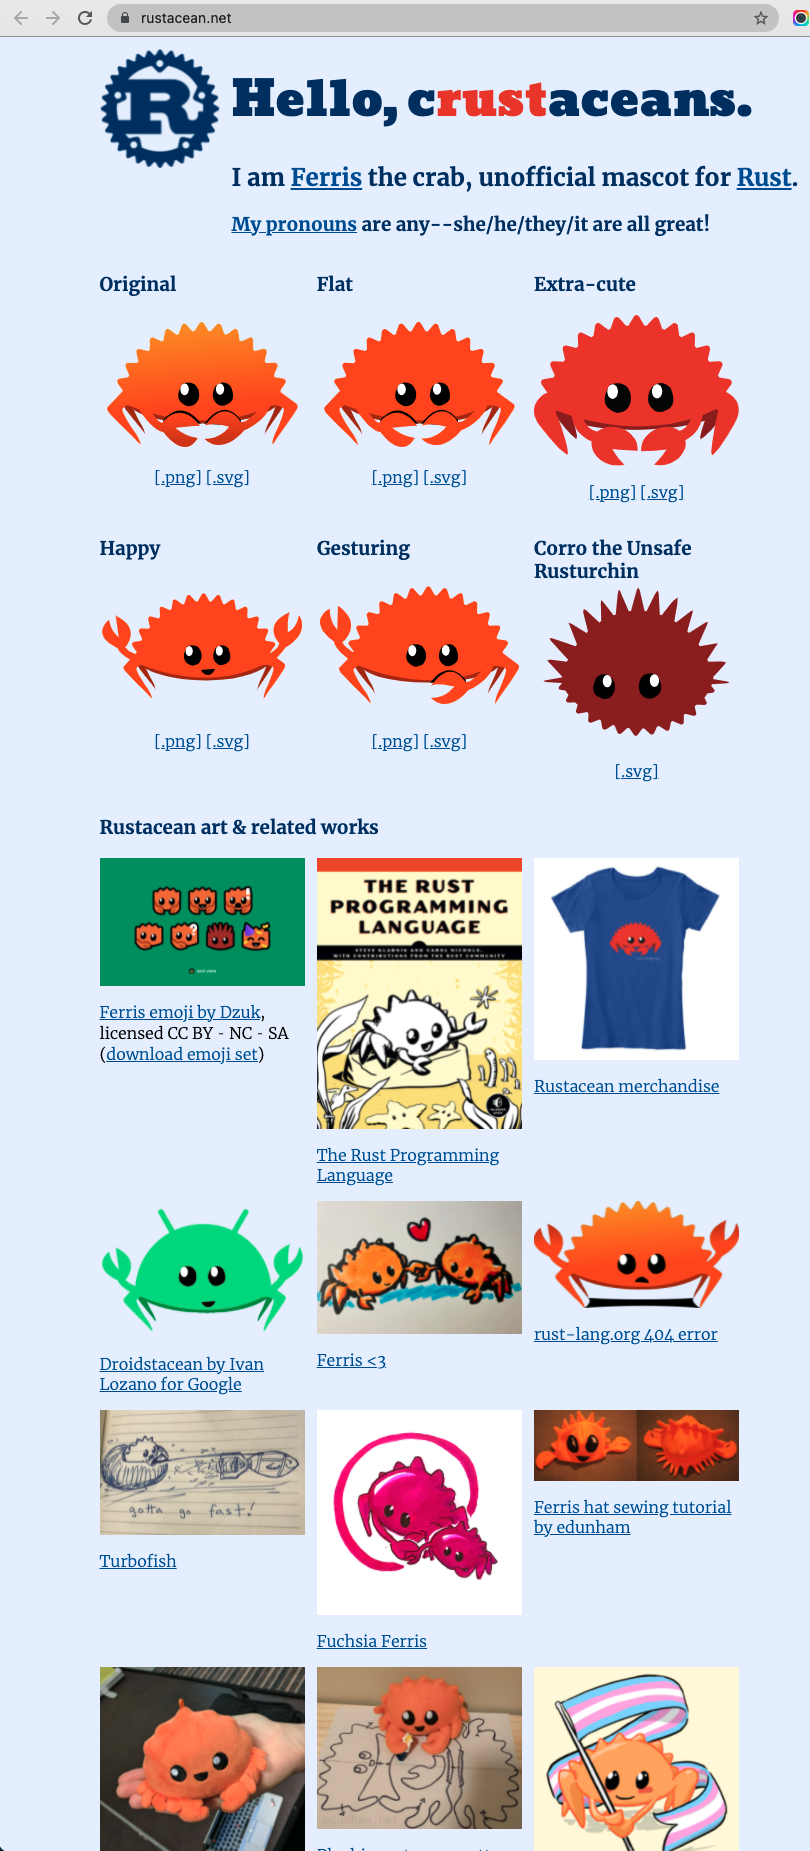 rustacean.net
R
Hello, crustaceans.
I am Ferris the crab, unofficial mascot for Rust.
My pronouns are any--she/he/they/it are all great!
Original
Flat
Extra-cute
[.png] [.svg]
[.png] [.svg]
[.png] [.svg]
Happy
Gesturing
Corro the Unsafe
Rusturchin
[.png] [.svg]
[.png] [.svg]
[.svg]
Rustacean art & related works
Ferris emoji by Dzuk,
licensed CC BY - NC - SA
(download emoji set)
THE RUST
PROGRAMMING
LANGUAGE
STEVE KLABNIK AND CAROL NICHOLS,
WITH CONTRIBUTIONS FROM THE RUST COMMUNITY
The Rust Programming
Language
Rustacean merchandise
Droidstacean by Ivan
Lozano for Google
Ferris <3
rust-lang.org 404 error
gotta go fast!
Turbofish
Fuchsia Ferris
Ferris hat sewing tutorial
by edunham
edunham.net